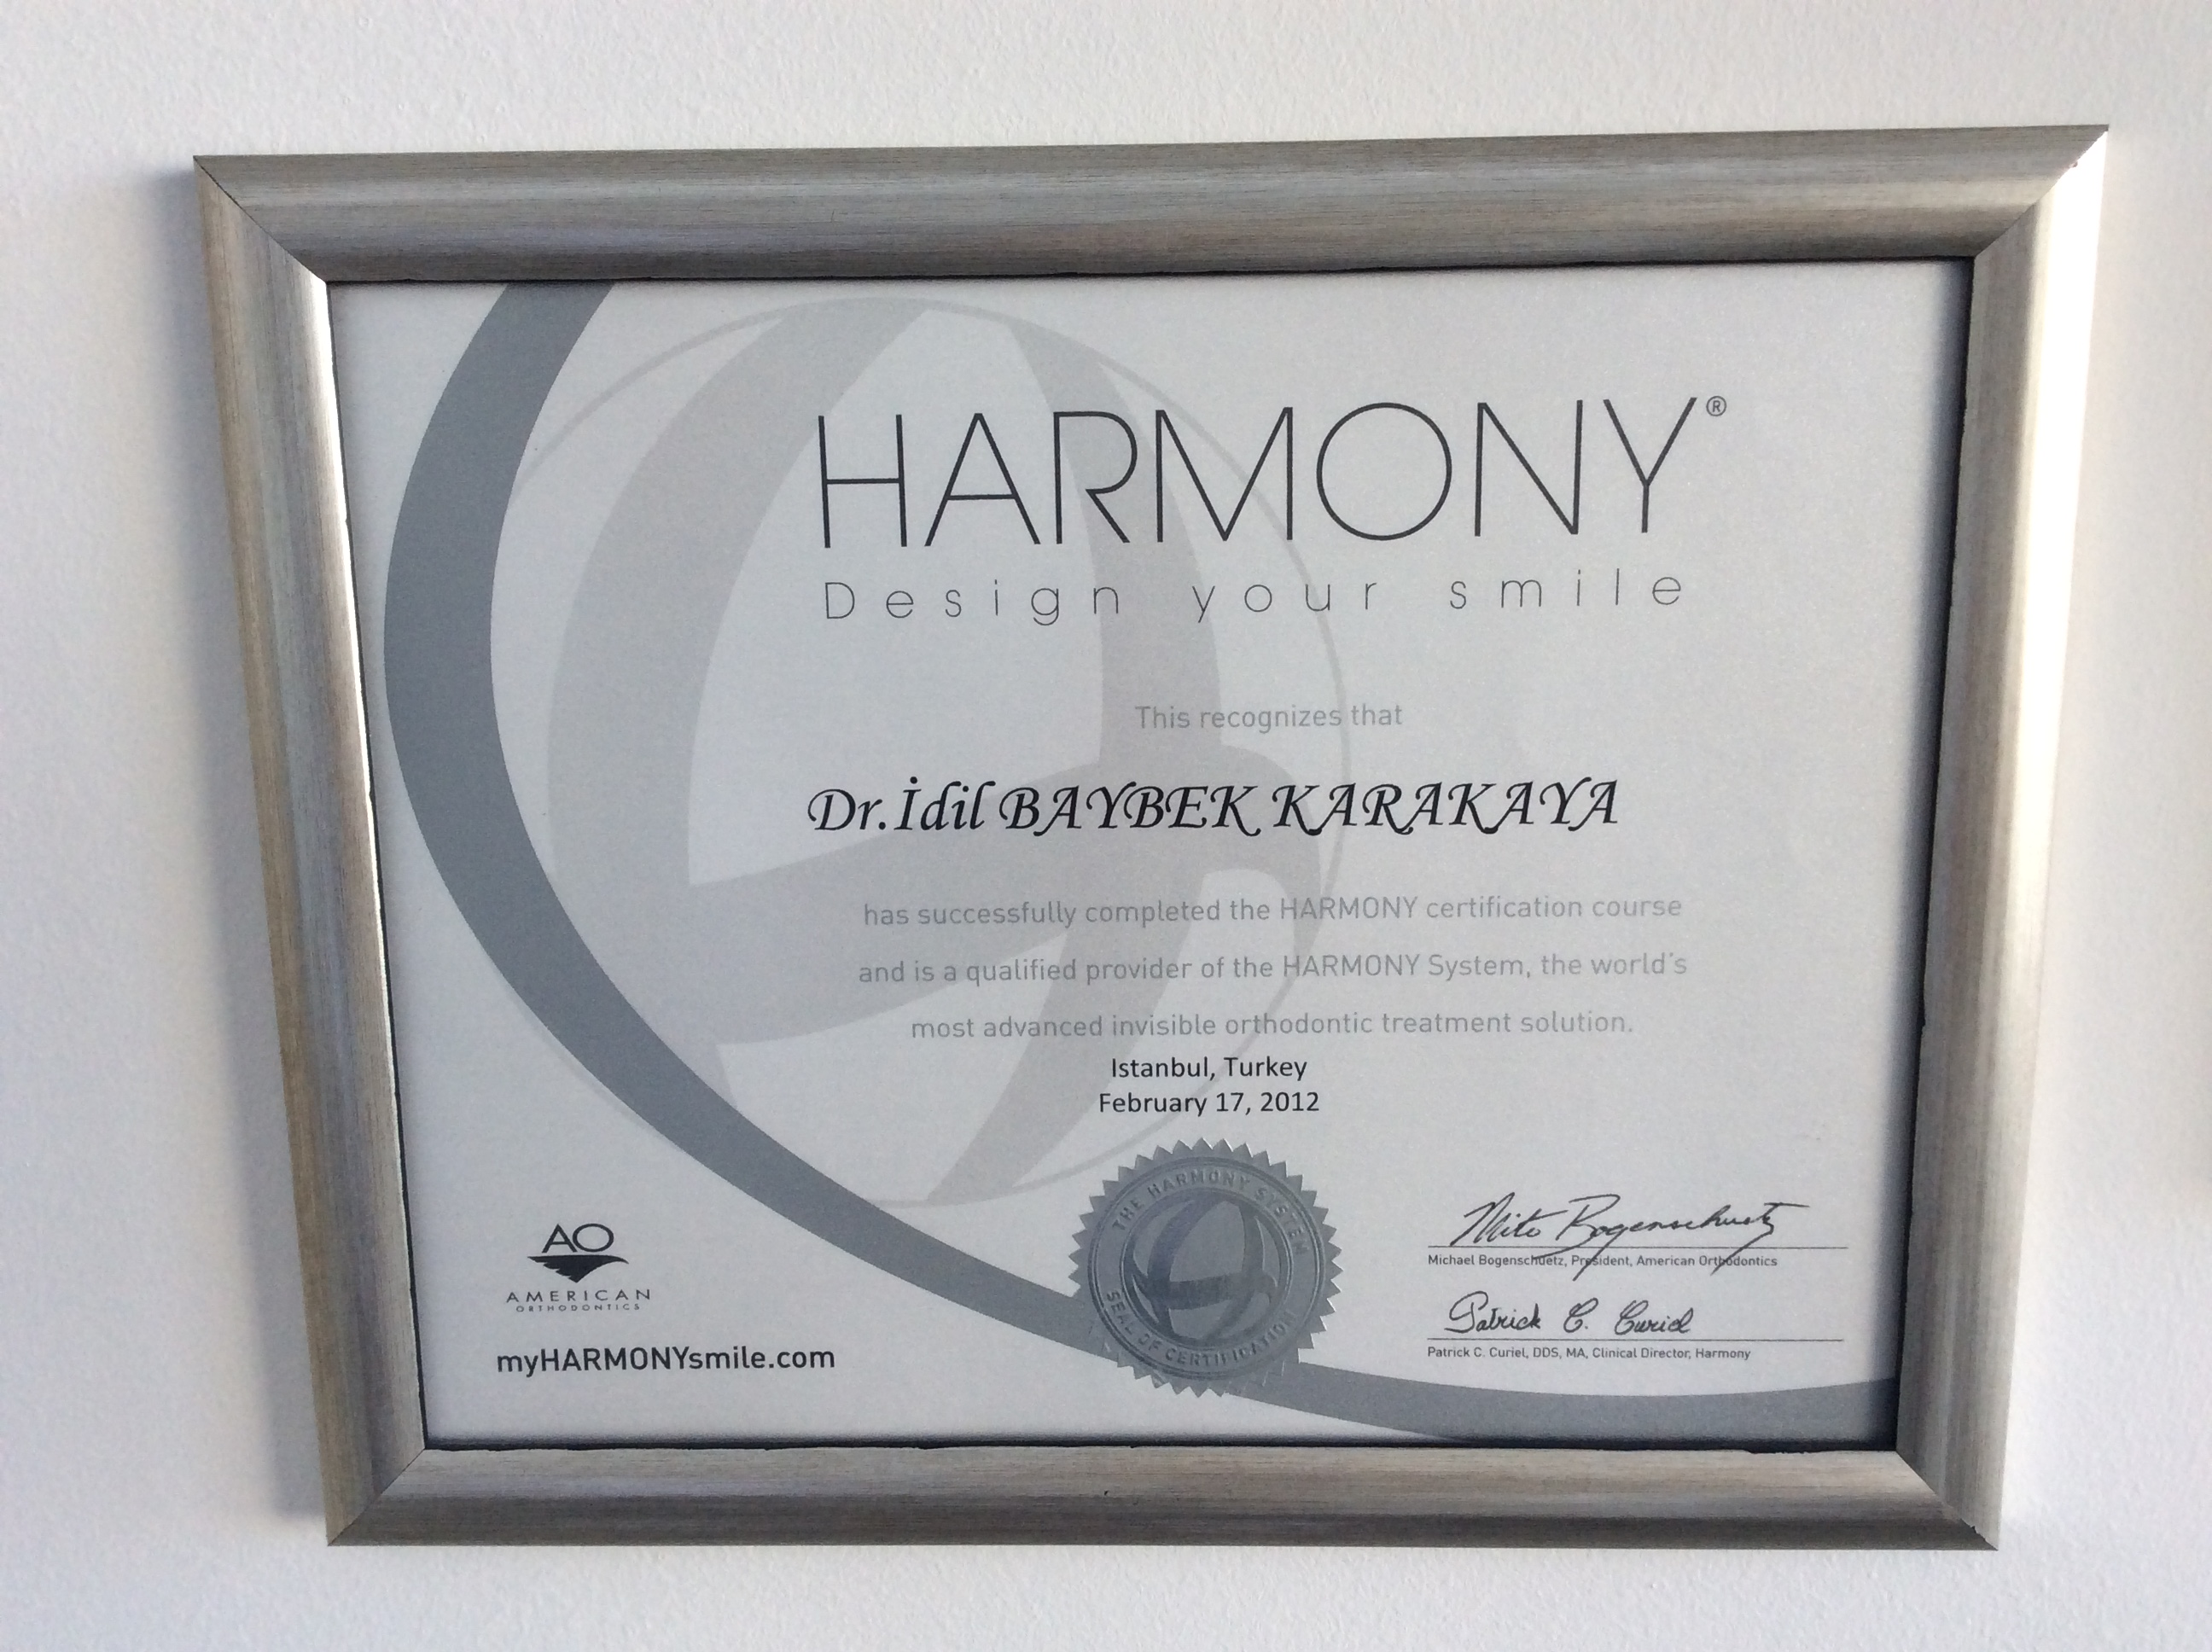 HARMONY®
Design your smile
This recognizes that
Dr.İdil BAYBEK KARAKAYA
has successfully completed the HARMONY certification course
and is a qualified provider of the HARMONY System, the world's
most advanced invisible orthodontic treatment solution.
Istanbul, Turkey
February 17, 2012
THE HARMONY SYSTEM
SEAL OF CERTIFICATION
Michael Bogenschuetz, President, American Orthodontics
Patrick C. Curiel
Patrick C. Curiel, DDS, MA, Clinical Director, Harmony
AO
AMERICAN
ORTHODONTICS
myHARMONYsmile.com